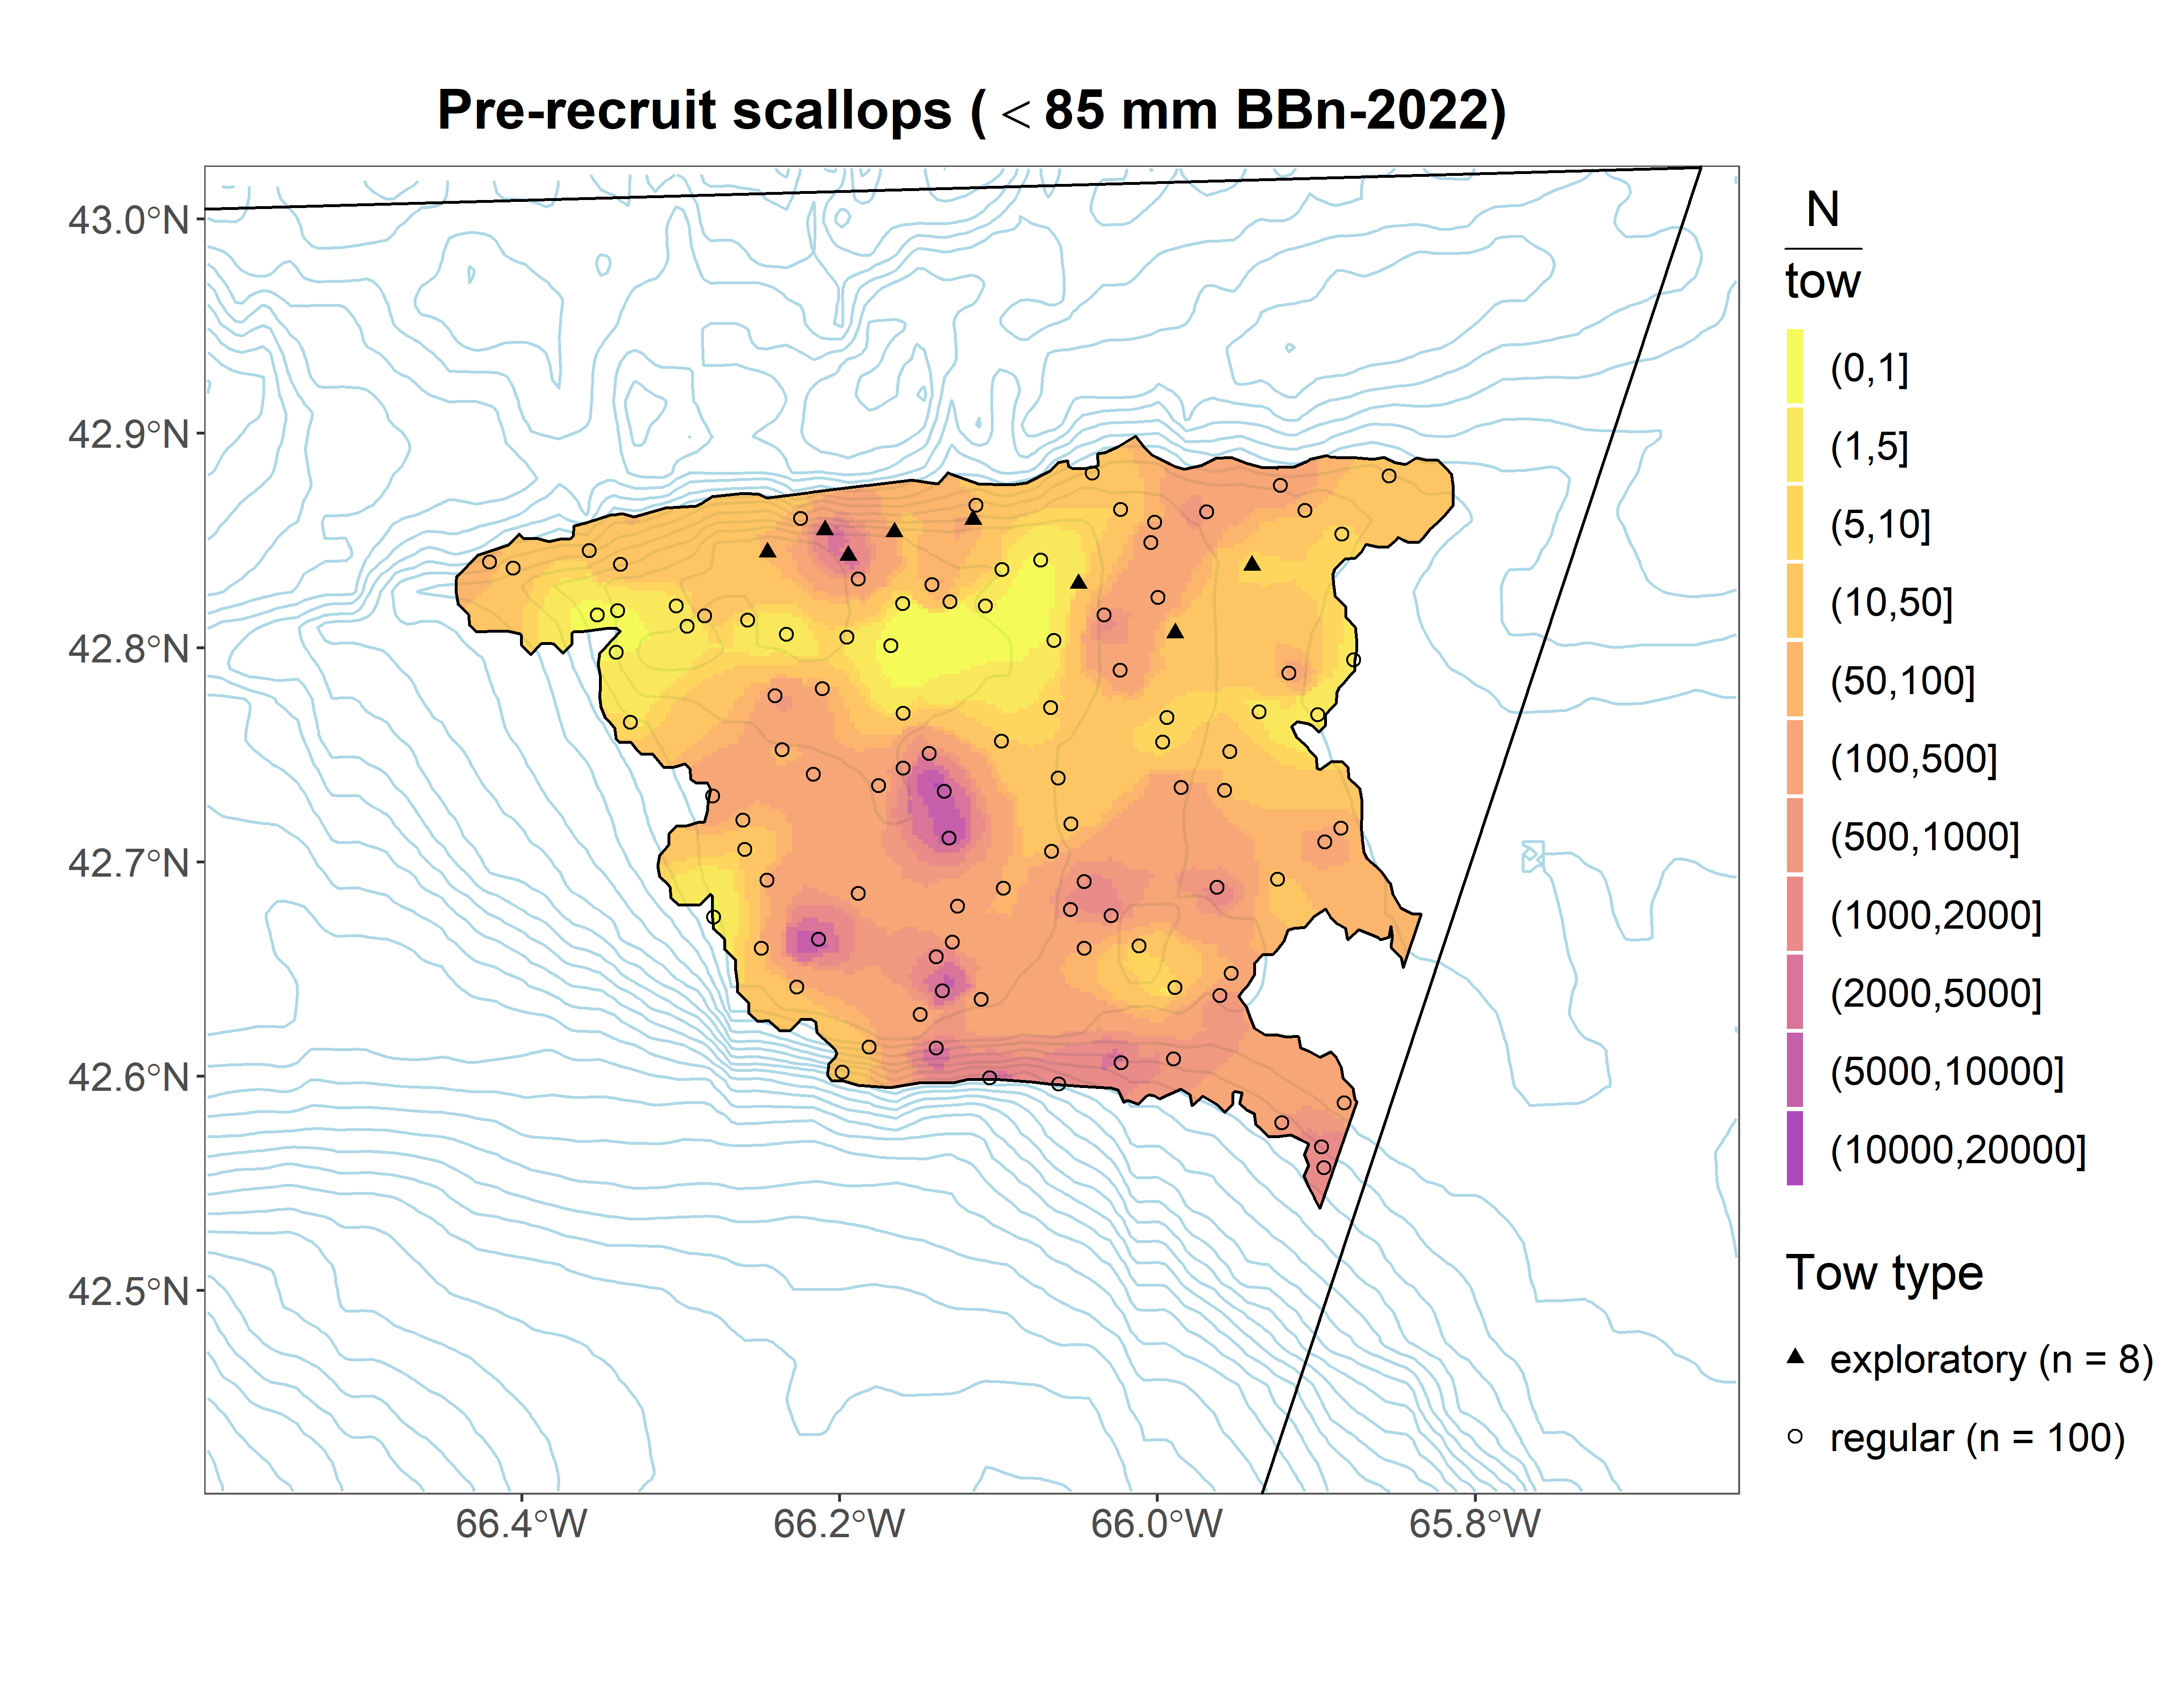 Pre-recruit scallops ( < 85 mm BBn-2022)
43.0°N
42.9°N
42.8°N
42.7°N
42.6°N
42.5°N
66.4°W
66.2°W
66.0°W
65.8°W
N
tow
(0,1]
(1,5]
(5,10]
(10,50]
(50,100]
(100,500]
(500,1000]
(1000,2000]
(2000,5000]
(5000,10000]
(10000,20000]
Tow type
exploratory (n = 8)
regular (n = 100)